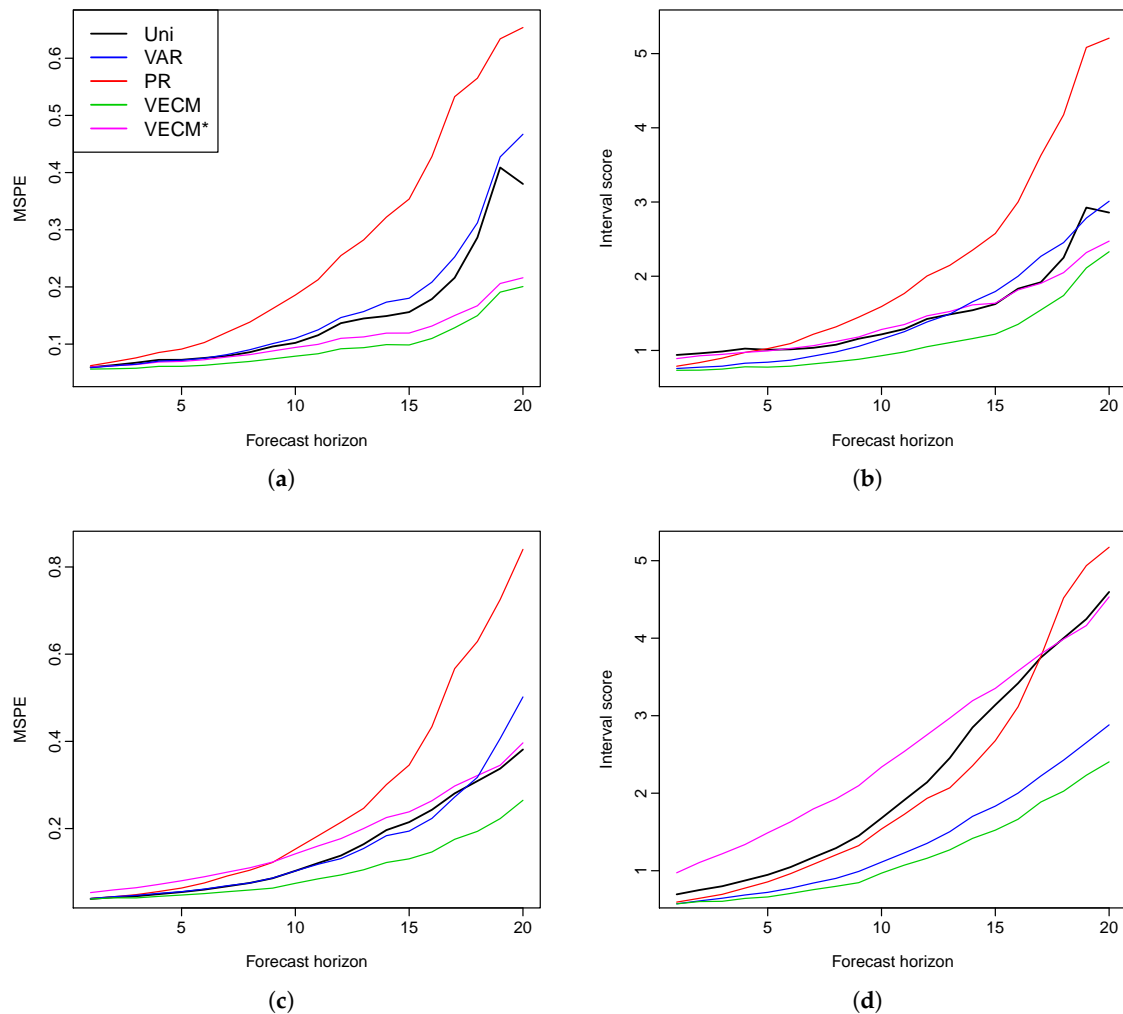 Uni
VAR
PR
VECM
VECM*
MSPE
0.1 0.2 0.3 0.4 0.5 0.6
5 10 15 20
Forecast horizon
(a)
Interval score
1 2 3 4 5
5 10 15 20
Forecast horizon
(b)
MSPE
0.2 0.4 0.6 0.8
5 10 15 20
Forecast horizon
(c)
Interval score
1 2 3 4 5
5 10 15 20
Forecast horizon
(d)